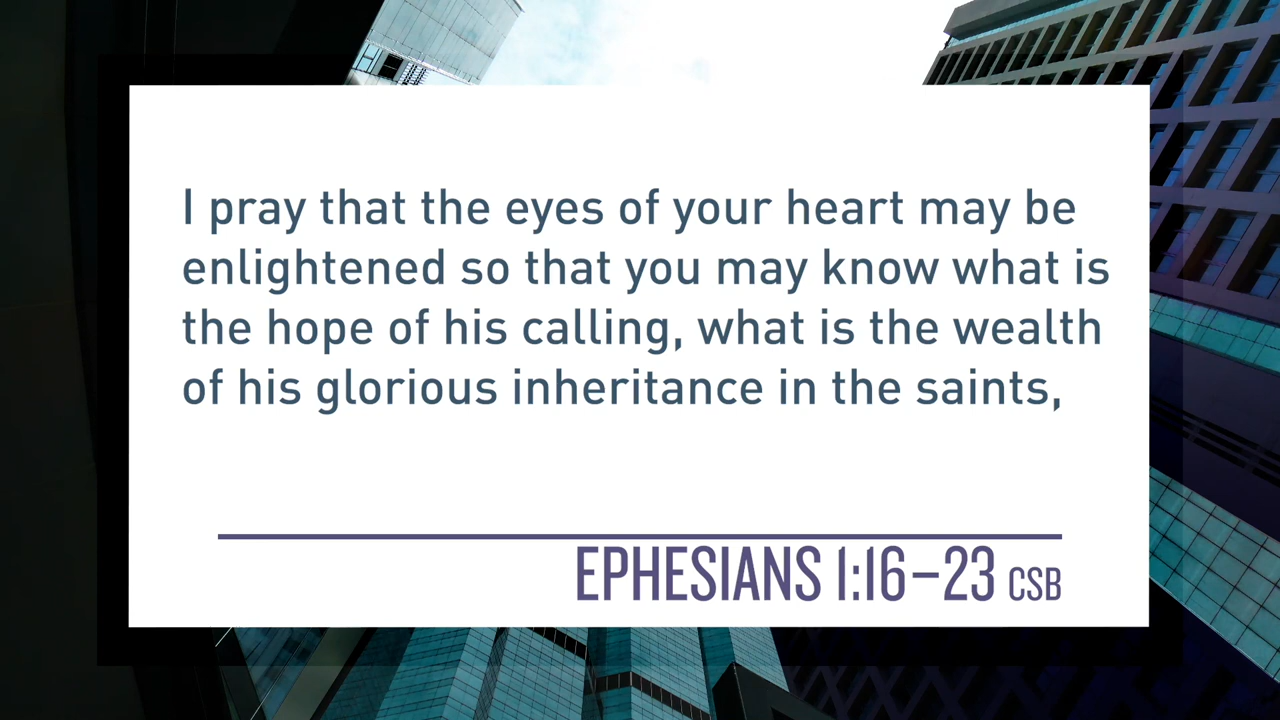 I pray that the eyes of your heart may be
enlightened so that you may know what is
the hope of his calling, what is the wealth
of his glorious inheritance in the saints,
EPHESIANS 1:16–23 CSB